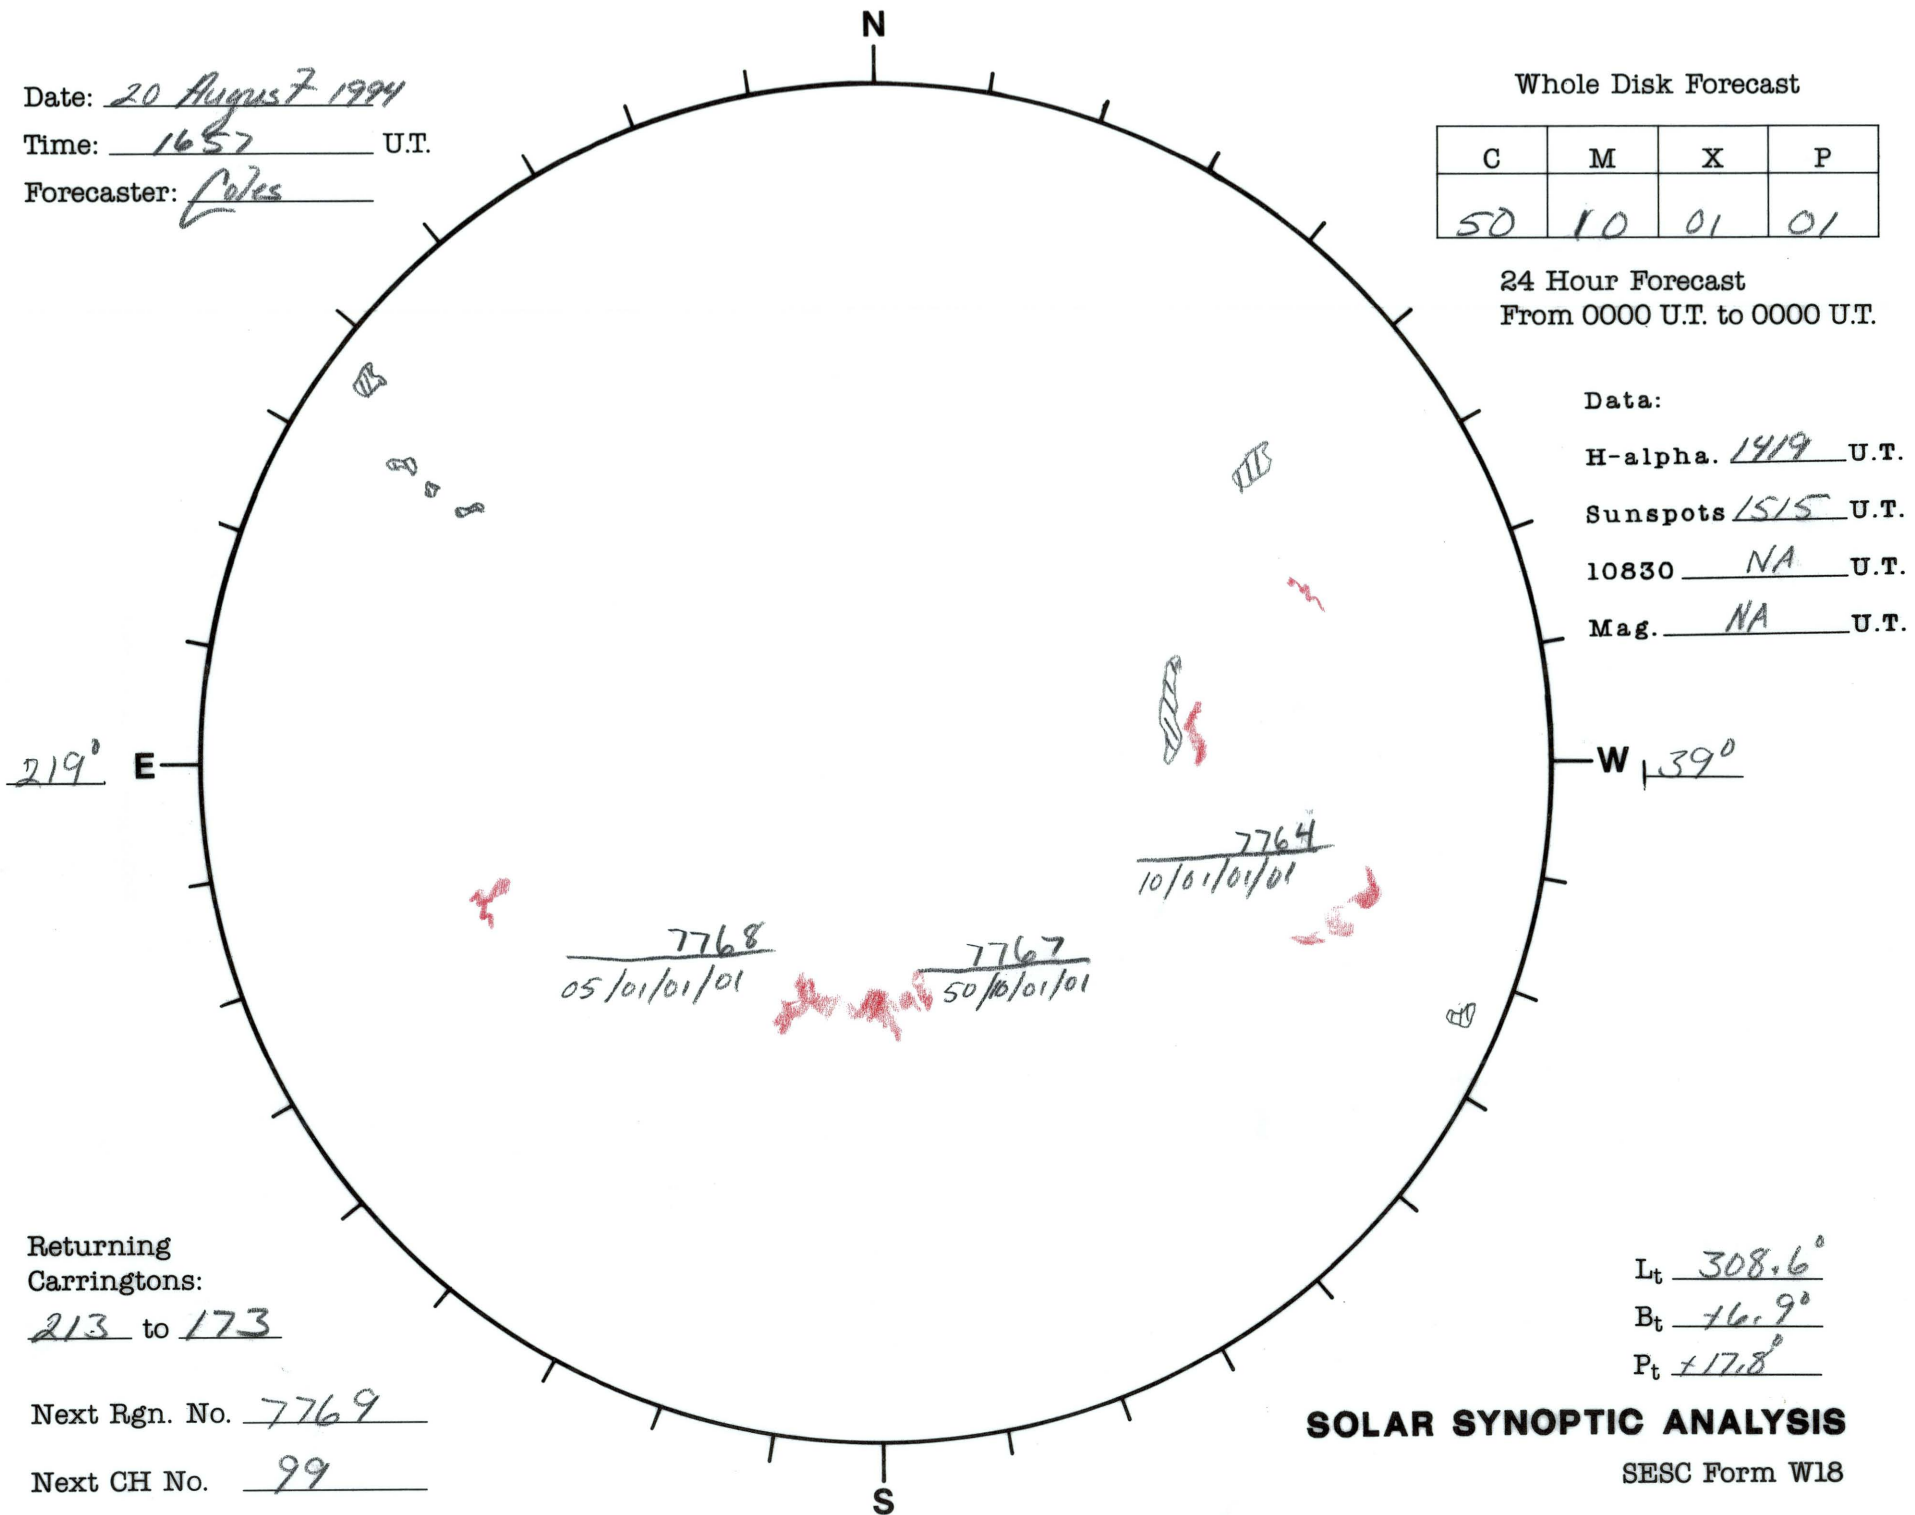 N
Date: 20 August 1994
Time: 1657 U.T.
Forecaster: Coles
Whole Disk Forecast
C M X P
50 10 01 01
24 Hour Forecast
From 0000 U.T. to 0000 U.T.
Data:
H-alpha. 1419 U.T.
Sunspots 1515 U.T.
10830 NA U.T.
Mag. NA U.T.
219° E
W 39°
7764
10/01/01/01
7768
05/01/01/01
7767
50/10/01/01
Returning
Carringtons:
213 to 173
Next Rgn. No. 7769
Next CH No. 99
Lt 308.6°
Bt +6.9°
Pt +17.8°
SOLAR SYNOPTIC ANALYSIS
SESC Form W18
S